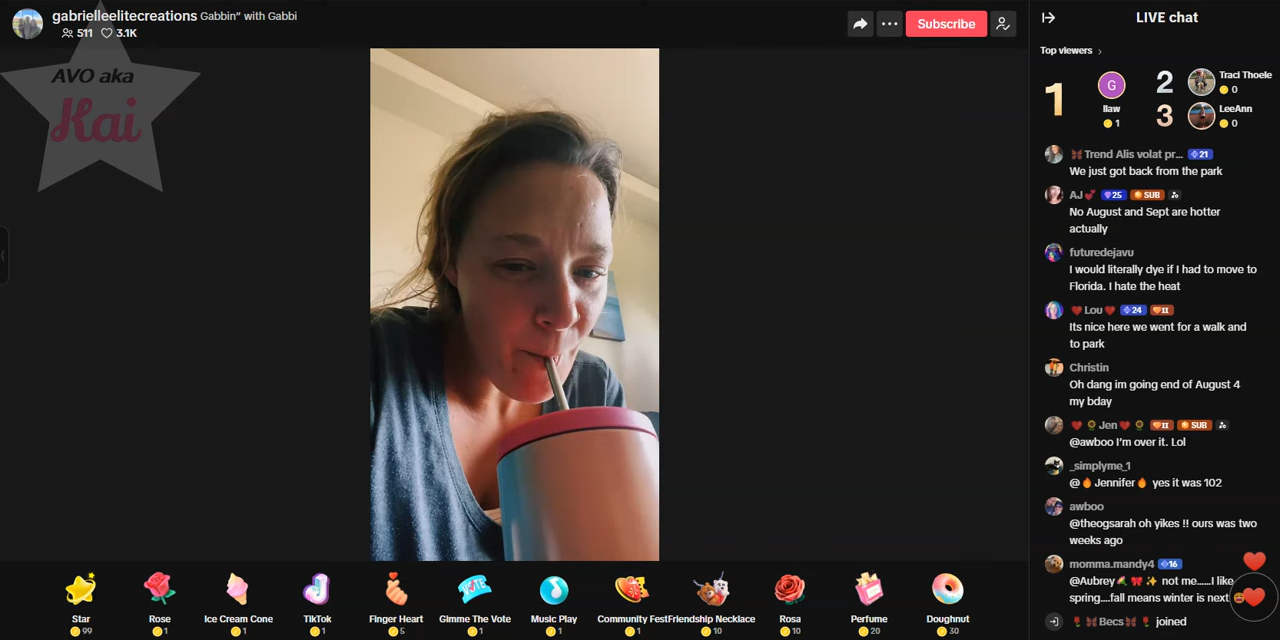 gabrielleelitecreations Gabbin" with Gabbi
511 3.1K
Subscribe
AVO aka
Kai
LIVE chat
Top viewers
1
G
Ilaw
1
2
Traci Thoele
0
3
LeeAnn
0
Trend Alis volat pr... 21
We just got back from the park
AJ 25 SUB
No August and Sept are hotter
actually
futuredejavu
I would literally dye if I had to move to
Florida. I hate the heat
Lou 24 II
Its nice here we went for a walk and
to park
Christin
Oh dang im going end of August 4
my bday
Jen II SUB
@awboo I'm over it. Lol
_simplyme_1
@🔥Jennifer🔥 yes it was 102
awboo
@theogsarah oh yikes !! ours was two
weeks ago
momma.mandy4 16
@Aubrey not me......I like
spring....fall means winter is next
Becs joined
Star Rose Ice Cream Cone TikTok Finger Heart Gimme The Vote Music Play Community Fest Friendship Necklace Rosa Perfume Doughnut
99 1 1 1 5 1 1 1 10 10 20 30
VOTE